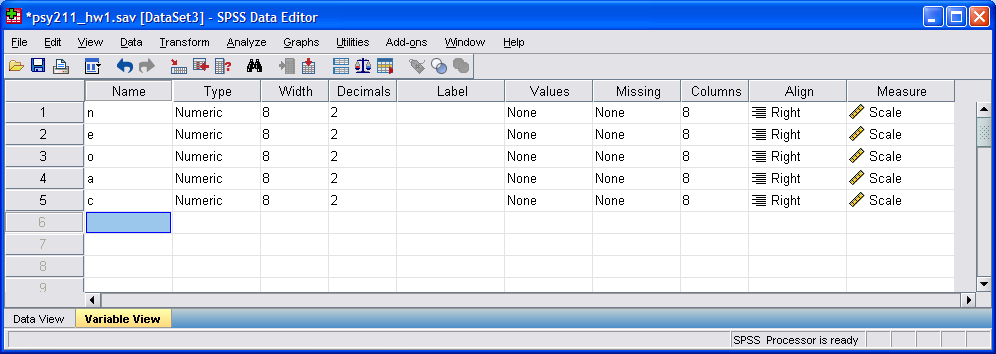 *psy211_hw1.sav [DataSet3] - SPSS Data Editor
File Edit View Data Transform Analyze Graphs Utilities Add-ons Window Help
Name Type Width Decimals Label Values Missing Columns Align Measure
1 n Numeric 8 2 None None 8 Right Scale
2 e Numeric 8 2 None None 8 Right Scale
3 o Numeric 8 2 None None 8 Right Scale
4 a Numeric 8 2 None None 8 Right Scale
5 c Numeric 8 2 None None 8 Right Scale
6
7
8
9
Data View Variable View
SPSS Processor is ready